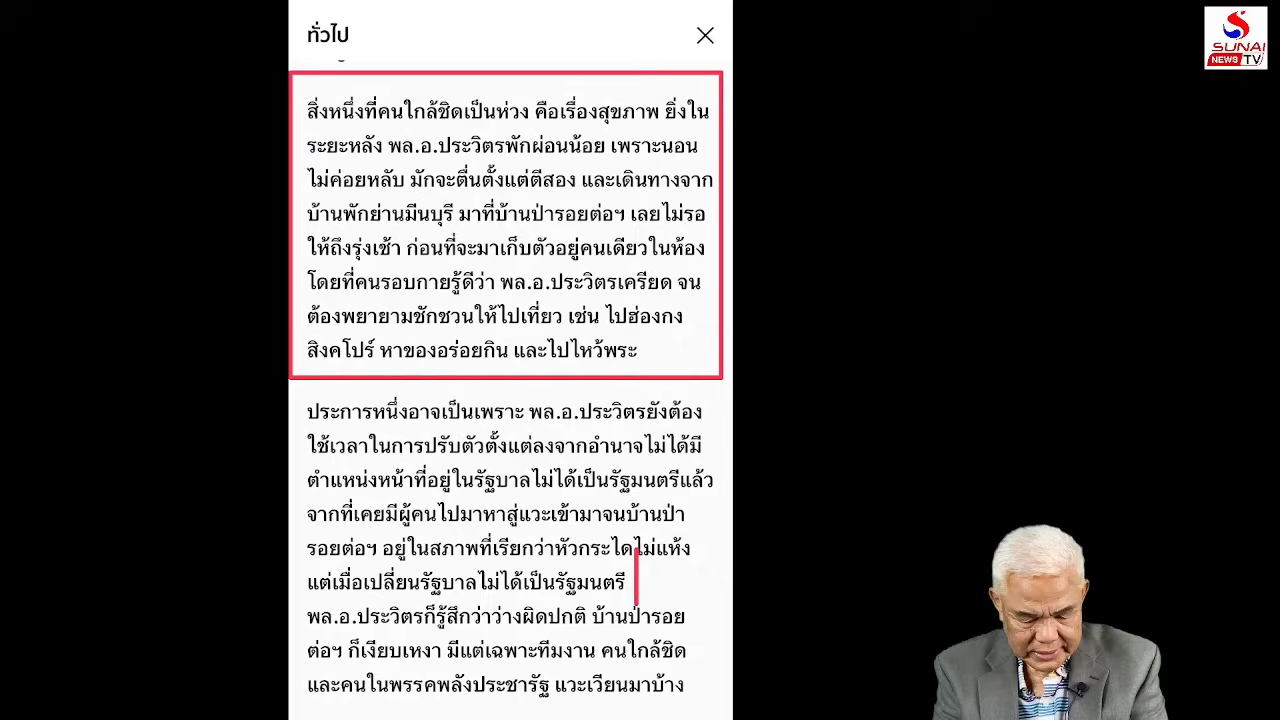 ทั่วไป
SUNAI
NEWS TV
สิ่งหนึ่งที่คนใกล้ชิดเป็นห่วง คือเรื่องสุขภาพ ยิ่งใน
ระยะหลัง พล.อ.ประวิตรพักผ่อนน้อย เพราะนอน
ไม่ค่อยหลับ มักจะตื่นตั้งแต่ตีสอง และเดินทางจาก
บ้านพักย่านมีนบุรี มาที่บ้านป่ารอยต่อฯ เลยไม่รอ
ให้ถึงรุ่งเช้า ก่อนที่จะมาเก็บตัวอยู่คนเดียวในห้อง
โดยที่คนรอบกายรู้ดีว่า พล.อ.ประวิตรเครียด จน
ต้องพยายามชักชวนให้ไปเที่ยว เช่น ไปฮ่องกง
สิงคโปร์ หาของอร่อยกิน และไปไหว้พระ
ประการหนึ่งอาจเป็นเพราะ พล.อ.ประวิตรยังต้อง
ใช้เวลาในการปรับตัวตั้งแต่ลงจากอำนาจไม่ได้มี
ตำแหน่งหน้าที่อยู่ในรัฐบาลไม่ได้เป็นรัฐมนตรีแล้ว
จากที่เคยมีผู้คนไปมาหาสู่แวะเข้ามาจนบ้านป่า
รอยต่อฯ อยู่ในสภาพที่เรียกว่าหัวกระไดไม่แห้ง
แต่เมื่อเปลี่ยนรัฐบาลไม่ได้เป็นรัฐมนตรี
พล.อ.ประวิตรก็รู้สึกว่าว่างผิดปกติ บ้านป่ารอย
ต่อฯ ก็เงียบเหงา มีแต่เฉพาะทีมงาน คนใกล้ชิด
และคนในพรรคพลังประชารัฐ แวะเวียนมาบ้าง